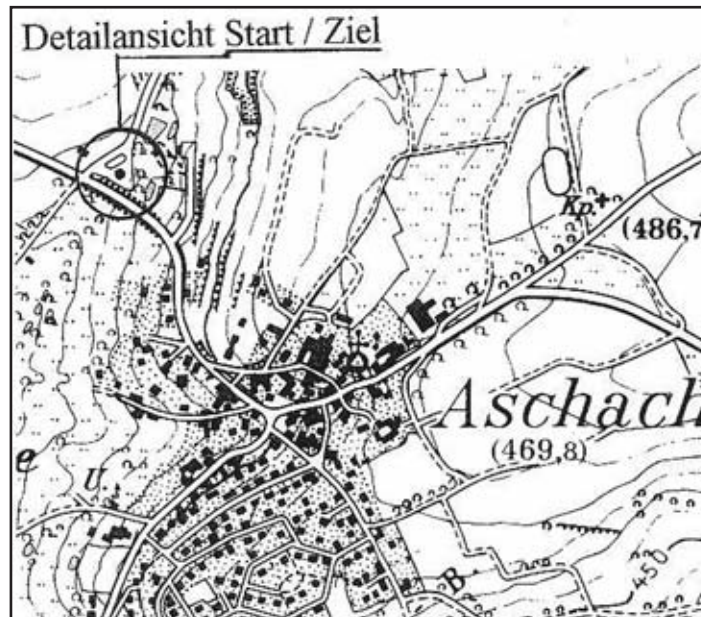 Detailansicht Start / Ziel
Kp.
(486,7
Aschach
(469,8)
e
U.
B
450